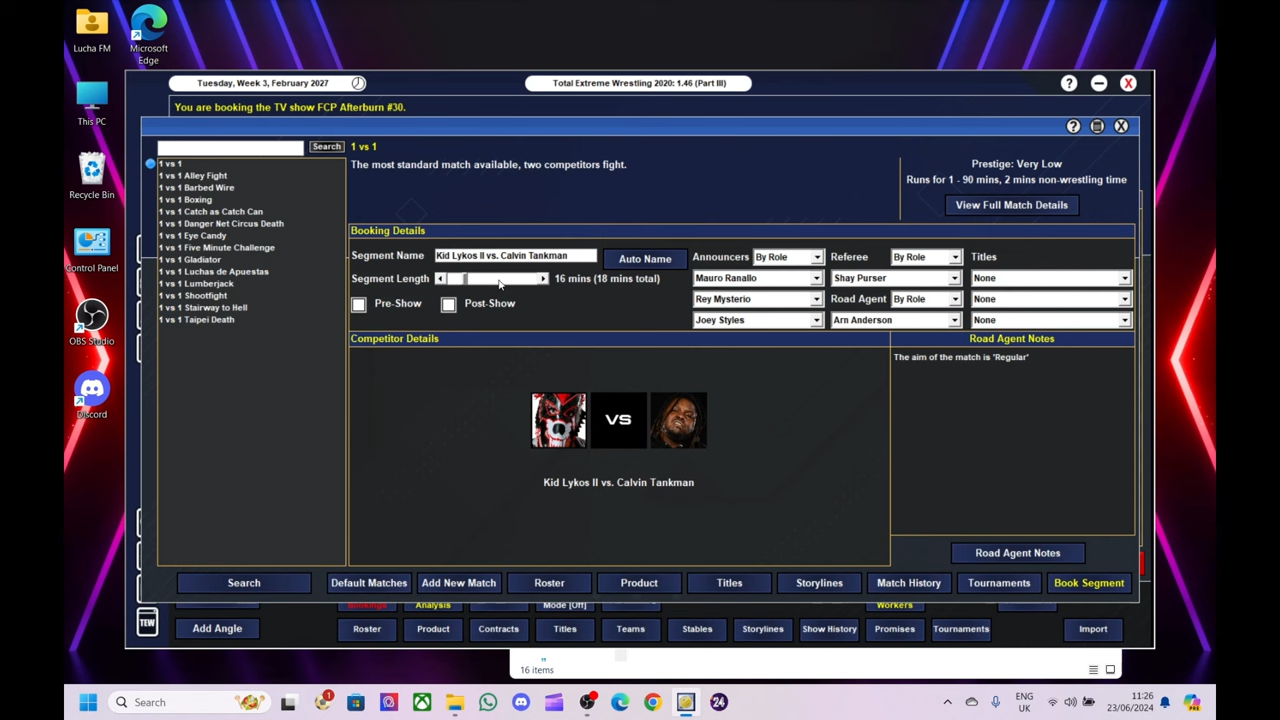 Lucha FM
Microsoft
Edge
This PC
Recycle Bin
Control Panel
OBS Studio
Discord
Tuesday, Week 3, February 2027
Total Extreme Wrestling 2020: 1.46 (Part III)
?
X
You are booking the TV show FCP Afterburn #30.
?
X
Search
1 vs 1
1 vs 1
1 vs 1 Alley Fight
1 vs 1 Barbed Wire
1 vs 1 Boxing
1 vs 1 Catch as Catch Can
1 vs 1 Danger Net Circus Death
1 vs 1 Eye Candy
1 vs 1 Five Minute Challenge
1 vs 1 Gladiator
1 vs 1 Luchas de Apuestas
1 vs 1 Lumberjack
1 vs 1 Shootfight
1 vs 1 Stairway to Hell
1 vs 1 Taipei Death
The most standard match available, two competitors fight.
Prestige: Very Low
Runs for 1 - 90 mins, 2 mins non-wrestling time
View Full Match Details
Booking Details
Segment Name
Kid Lykos II vs. Calvin Tankman
Auto Name
Segment Length
16 mins (18 mins total)
Pre-Show
Post-Show
Announcers
By Role
Referee
By Role
Titles
Mauro Ranallo
Shay Purser
None
Rey Mysterio
Road Agent
By Role
None
Joey Styles
Arn Anderson
None
Competitor Details
Road Agent Notes
The aim of the match is 'Regular'
VS
Kid Lykos II vs. Calvin Tankman
Road Agent Notes
Search
Default Matches
Add New Match
Roster
Product
Titles
Storylines
Match History
Tournaments
Book Segment
Bookings
Analysis
Mode [Off]
Workers
TEW
Add Angle
Roster
Product
Contracts
Titles
Teams
Stables
Storylines
Show History
Promises
Tournaments
Import
16 items
Search
1
24
ENG
UK
11:26
23/06/2024